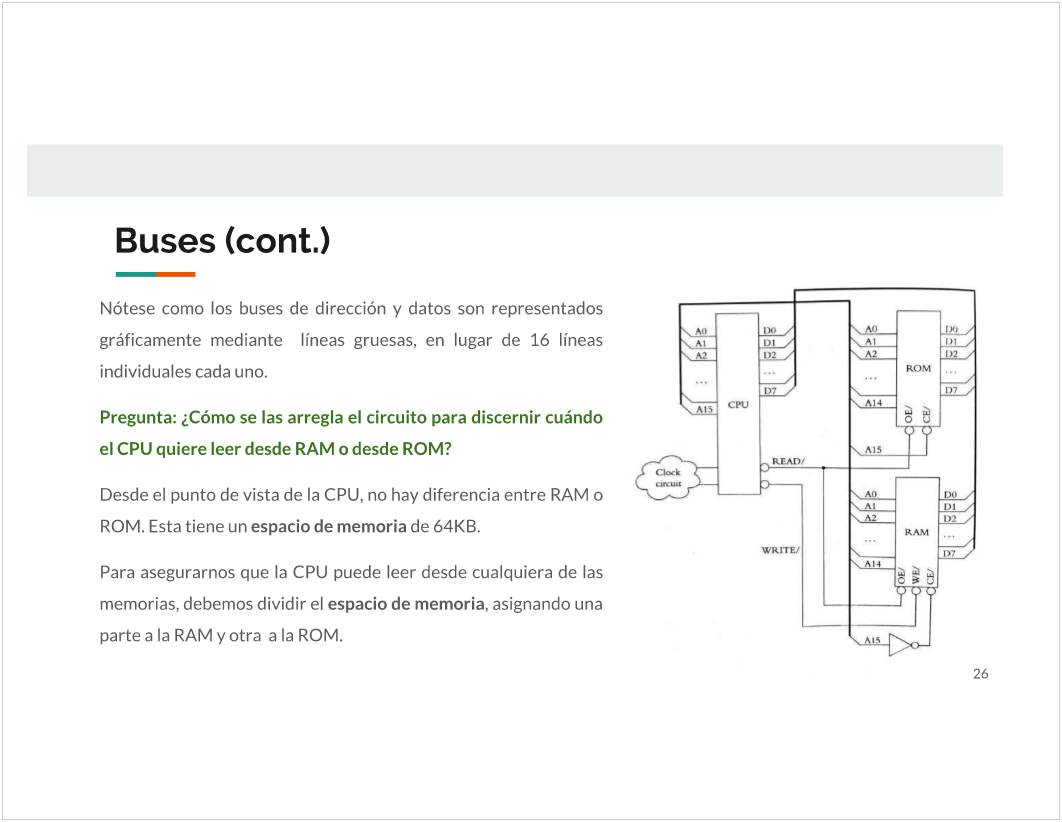 Buses (cont.)
Nótese como los buses de dirección y datos son representados
gráficamente mediante líneas gruesas, en lugar de 16 líneas
individuales cada uno.
Pregunta: ¿Cómo se las arregla el circuito para discernir cuándo
el CPU quiere leer desde RAM o desde ROM?
Desde el punto de vista de la CPU, no hay diferencia entre RAM o
ROM. Esta tiene un espacio de memoria de 64KB.
Para asegurarnos que la CPU puede leer desde cualquiera de las
memorias, debemos dividir el espacio de memoria, asignando una
parte a la RAM y otra a la ROM.
A0
A1
A2
...
A15
CPU
D0
D1
D2
...
D7
Clock
circuit
READ/
WRITE/
A0
A1
A2
...
A14
ROM
OE/
CE/
D0
D1
D2
...
D7
A15
A0
A1
A2
...
A14
RAM
OE/
WE/
CE/
D0
D1
D2
...
D7
A15
26